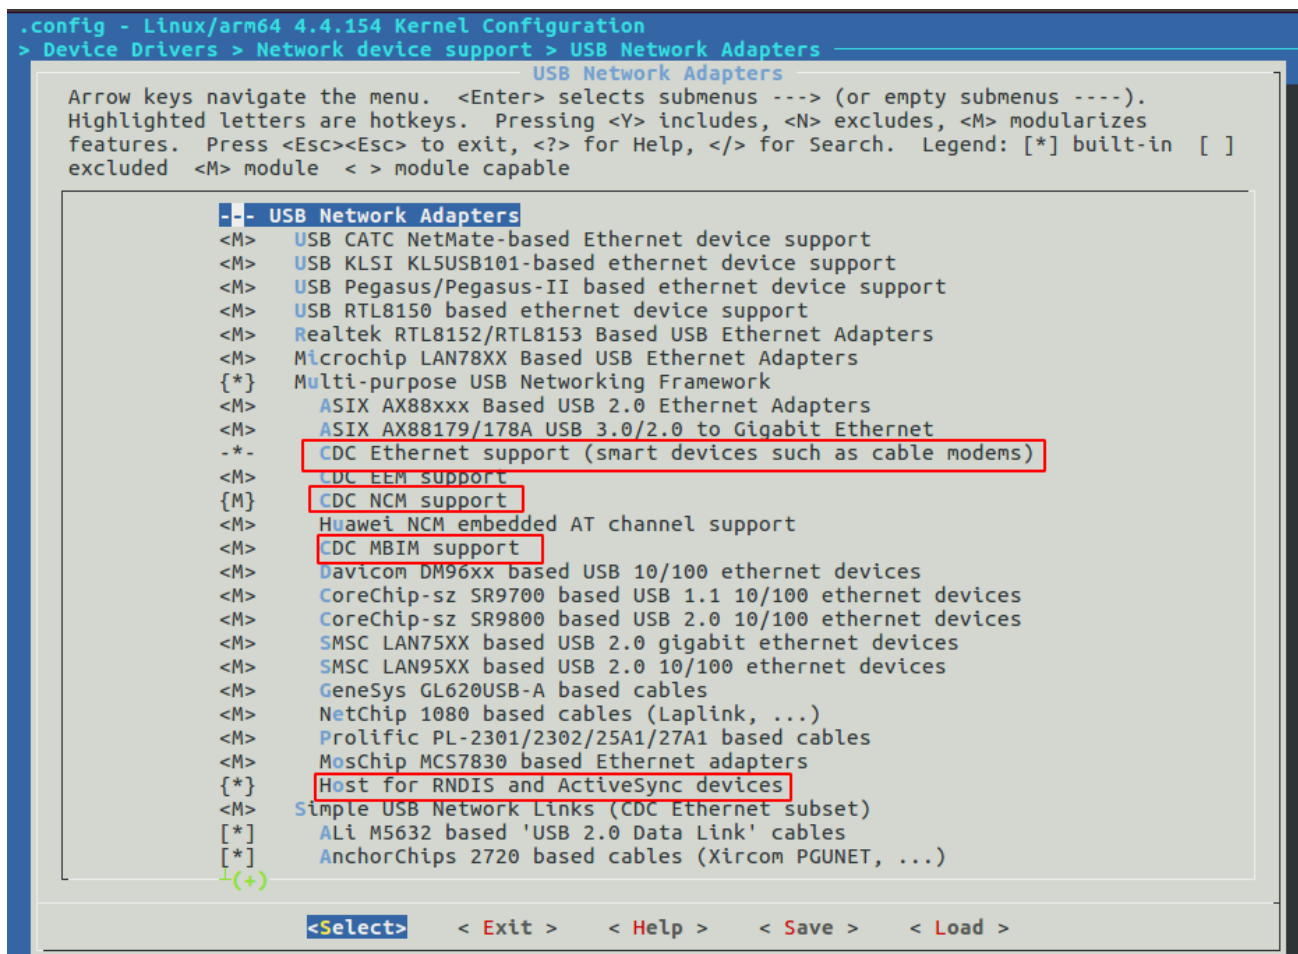 .config - Linux/arm64 4.4.154 Kernel Configuration
> Device Drivers > Network device support > USB Network Adapters
USB Network Adapters
Arrow keys navigate the menu.  <Enter> selects submenus ---> (or empty submenus ----).
Highlighted letters are hotkeys.  Pressing <Y> includes, <N> excludes, <M> modularizes
features.  Press <Esc><Esc> to exit, <?> for Help, </> for Search.  Legend: [*] built-in  [ ]
excluded  <M> module  < > module capable
--- USB Network Adapters
<M>   USB CATC NetMate-based Ethernet device support
<M>   USB KLSI KL5USB101-based ethernet device support
<M>   USB Pegasus/Pegasus-II based ethernet device support
<M>   USB RTL8150 based ethernet device support
<M>   Realtek RTL8152/RTL8153 Based USB Ethernet Adapters
<M>   Microchip LAN78XX Based USB Ethernet Adapters
{*}   Multi-purpose USB Networking Framework
<M>     ASIX AX88xxx Based USB 2.0 Ethernet Adapters
<M>     ASIX AX88179/178A USB 3.0/2.0 to Gigabit Ethernet
-*-     CDC Ethernet support (smart devices such as cable modems)
<M>     CDC EEM support
{M}     CDC NCM support
<M>     Huawei NCM embedded AT channel support
<M>     CDC MBIM support
<M>     Davicom DM96xx based USB 10/100 ethernet devices
<M>     CoreChip-sz SR9700 based USB 1.1 10/100 ethernet devices
<M>     CoreChip-sz SR9800 based USB 2.0 10/100 ethernet devices
<M>     SMSC LAN75XX based USB 2.0 gigabit ethernet devices
<M>     SMSC LAN95XX based USB 2.0 10/100 ethernet devices
<M>     GeneSys GL620USB-A based cables
<M>     NetChip 1080 based cables (Laplink, ...)
<M>     Prolific PL-2301/2302/25A1/27A1 based cables
<M>     MosChip MCS7830 based Ethernet adapters
{*}     Host for RNDIS and ActiveSync devices
<M>   Simple USB Network Links (CDC Ethernet subset)
[*]     ALi M5632 based 'USB 2.0 Data Link' cables
[*]     AnchorChips 2720 based cables (Xircom PGUNET, ...)
┴(+)
<Select>    < Exit >    < Help >    < Save >    < Load >